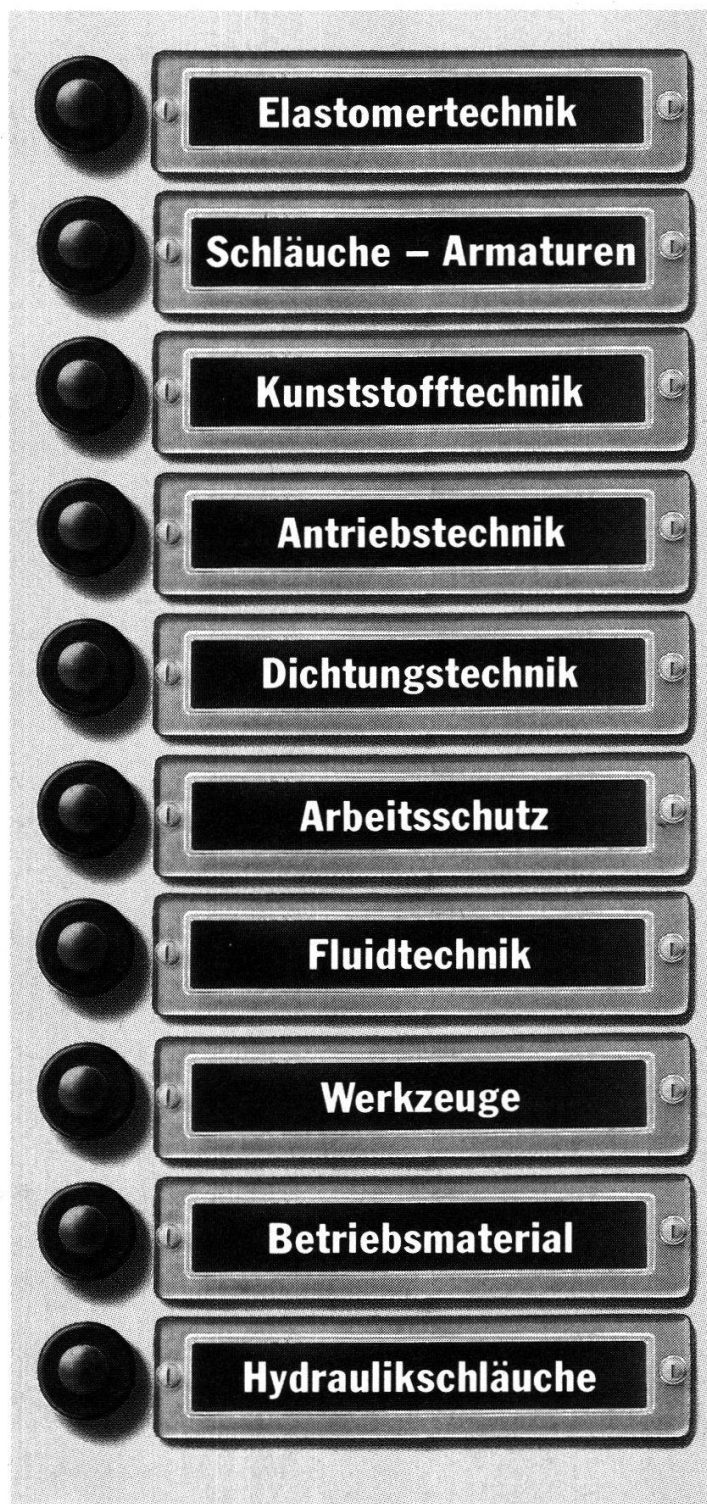 Elastomertechnik
Schläuche – Armaturen
Kunststofftechnik
Antriebstechnik
Dichtungstechnik
Arbeitsschutz
Fluidtechnik
Werkzeuge
Betriebsmaterial
Hydraulikschläuche